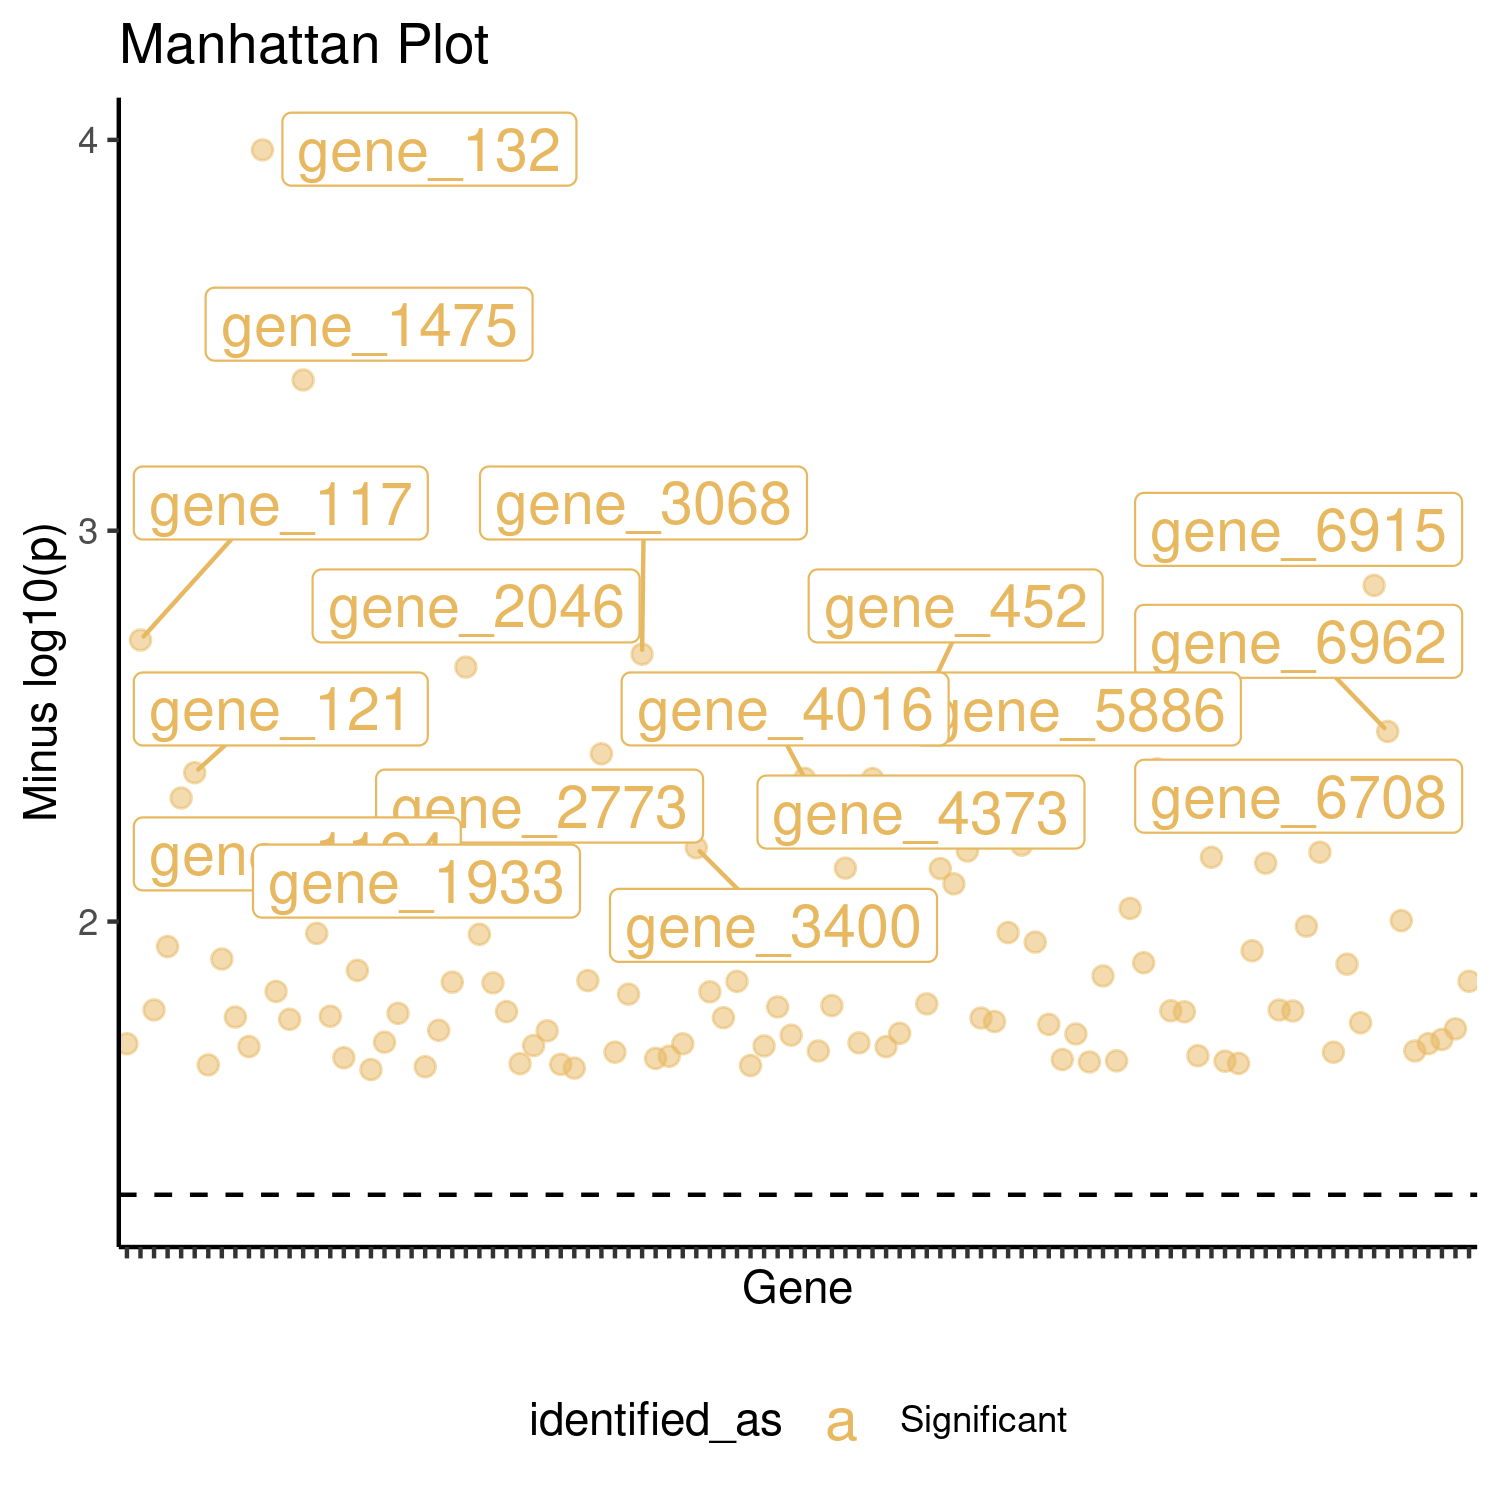 Manhattan Plot
4
gene_132
gene_1475
gene_117
gene_3068
gene_6915
3
gene_2046
gene_452
gene_6962
gene_121
gene_4016
gene_5886
gene_2773
gene_4373
gene_6708
gene_1933
gene_3400
2
Minus log10(p)
Gene
identified_as a Significant